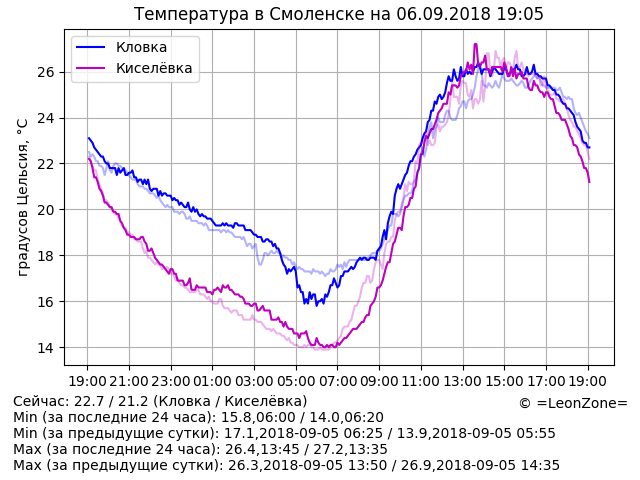 Температура в Смоленске на 06.09.2018 19:05
Кловка
Киселёвка
градусов Цельсия, °C
26
24
22
20
18
16
14
19:00 21:00 23:00 01:00 03:00 05:00 07:00 09:00 11:00 13:00 15:00 17:00 19:00
Сейчас: 22.7 / 21.2 (Кловка / Киселёвка)
© =LeonZone=
Min (за последние 24 часа): 15.8,06:00 / 14.0,06:20
Min (за предыдущие сутки): 17.1,2018-09-05 06:25 / 13.9,2018-09-05 05:55
Max (за последние 24 часа): 26.4,13:45 / 27.2,13:35
Max (за предыдущие сутки): 26.3,2018-09-05 13:50 / 26.9,2018-09-05 14:35